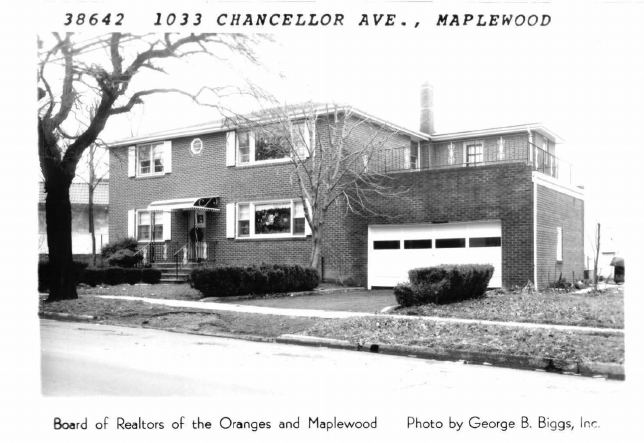 38642 1033 CHANCELLOR AVE., MAPLEWOOD
Board of Realtors of the Oranges and Maplewood Photo by George B. Biggs, Inc.